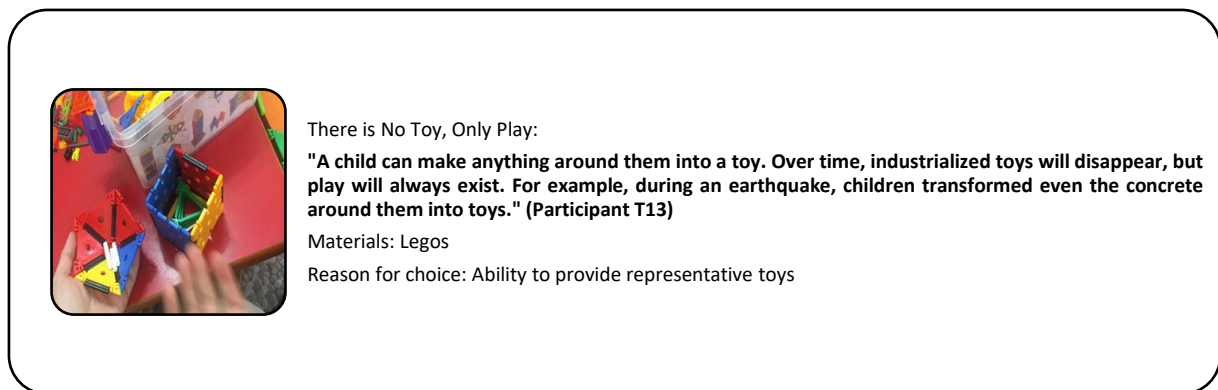 There is No Toy, Only Play:
"A child can make anything around them into a toy. Over time, industrialized toys will disappear, but
play will always exist. For example, during an earthquake, children transformed even the concrete
around them into toys." (Participant T13)
Materials: Legos
Reason for choice: Ability to provide representative toys